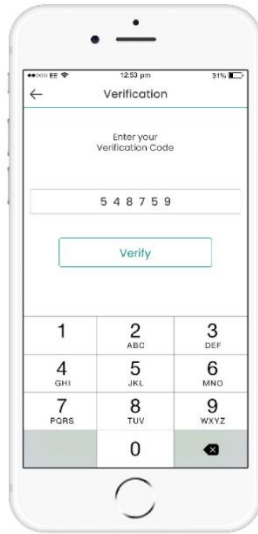 EE 12:53 pm 31%
← Verification
Enter your
Verification Code
5 4 8 7 5 9
Verify
1 2 3
ABC DEF
4 5 6
GHI JKL MNO
7 8 9
PQRS TUV WXYZ
0